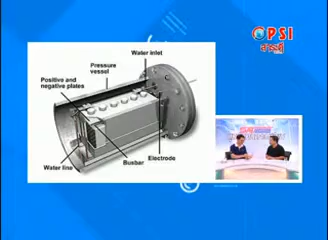 PSI
Water inlet
Pressure
vessel
Positive and
negative plates
Electrode
Busbar
Water line